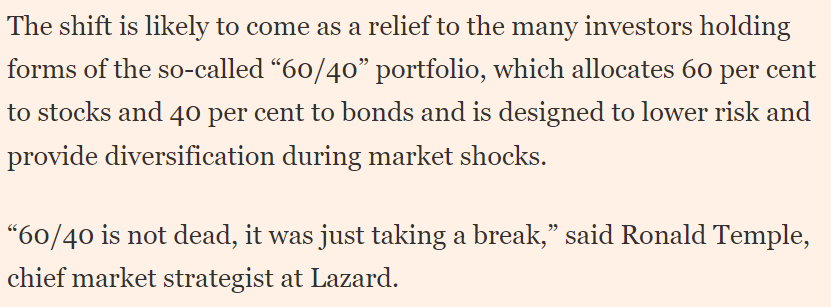 The shift is likely to come as a relief to the many investors holding
forms of the so-called “60/40” portfolio, which allocates 60 per cent
to stocks and 40 per cent to bonds and is designed to lower risk and
provide diversification during market shocks.
“60/40 is not dead, it was just taking a break,” said Ronald Temple,
chief market strategist at Lazard.